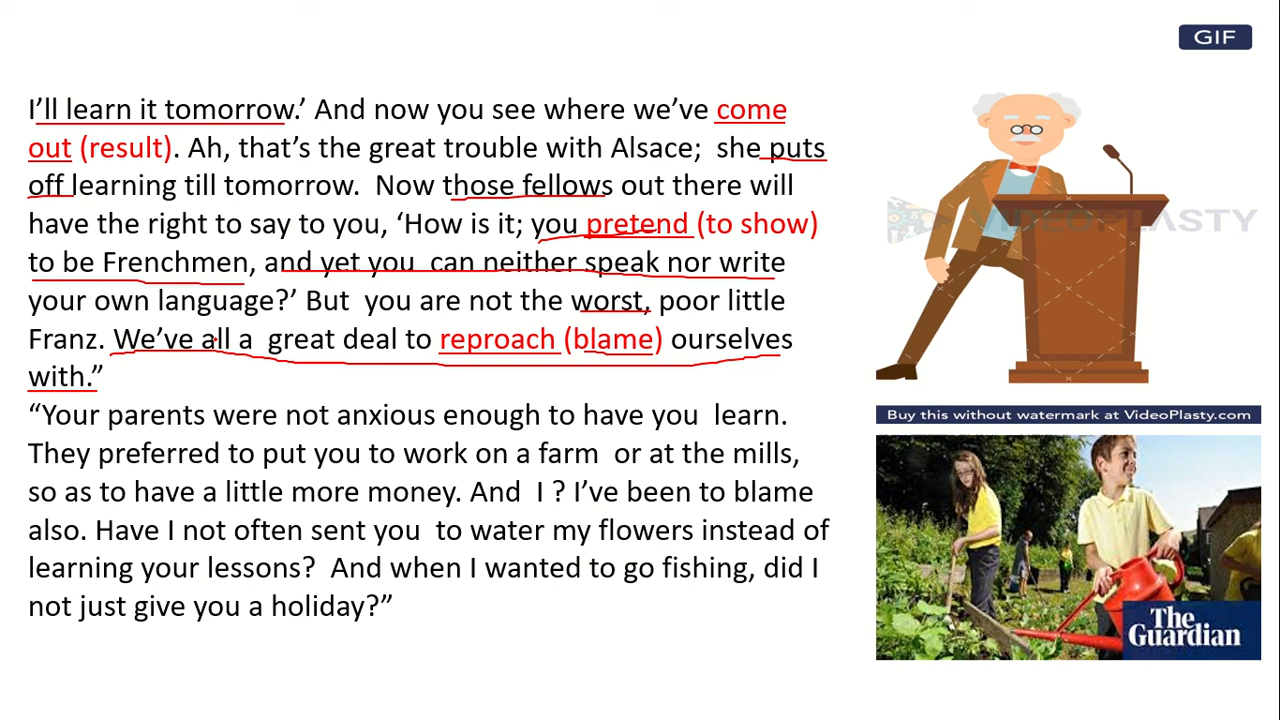 GIF
I’ll learn it tomorrow.’ And now you see where we’ve come
out (result). Ah, that’s the great trouble with Alsace; she puts
off learning till tomorrow. Now those fellows out there will
have the right to say to you, ‘How is it; you pretend (to show)
to be Frenchmen, and yet you can neither speak nor write
your own language?’ But you are not the worst, poor little
Franz. We’ve all a great deal to reproach (blame) ourselves
with.”
“Your parents were not anxious enough to have you learn.
They preferred to put you to work on a farm or at the mills,
so as to have a little more money. And I ? I’ve been to blame
also. Have I not often sent you to water my flowers instead of
learning your lessons? And when I wanted to go fishing, did I
not just give you a holiday?”
VIDEOPLASTY
Buy this without watermark at VideoPlasty.com
The
Guardian